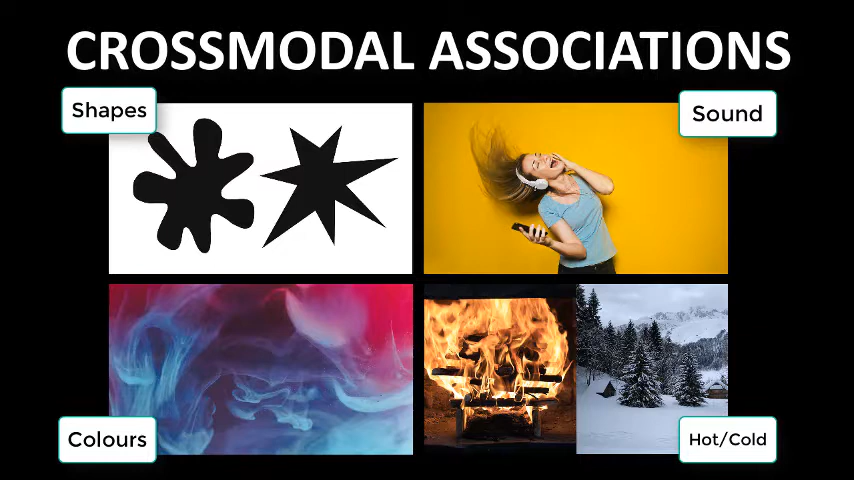 CROSSMODAL ASSOCIATIONS
Shapes
Sound
Colours
Hot/Cold